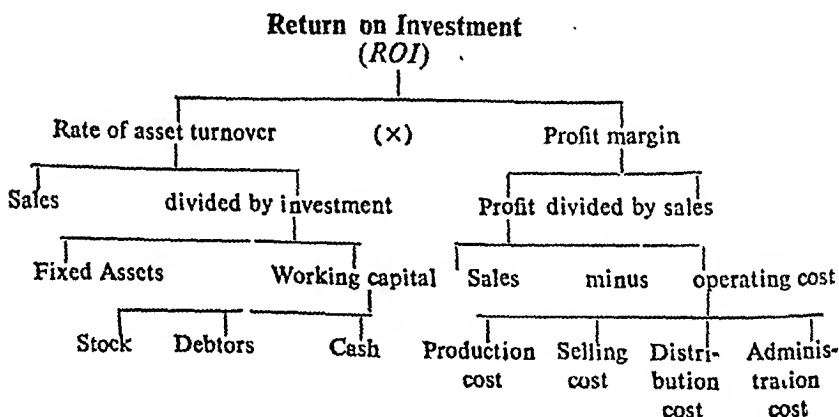 Return on Investment
(ROI)
Rate of asset turnover (×) Profit margin
Sales divided by investment Profit divided by sales
Fixed Assets Working capital Sales minus operating cost
Stock Debtors Cash Production Selling Distri- Adminis-
cost cost bution tration
cost cost